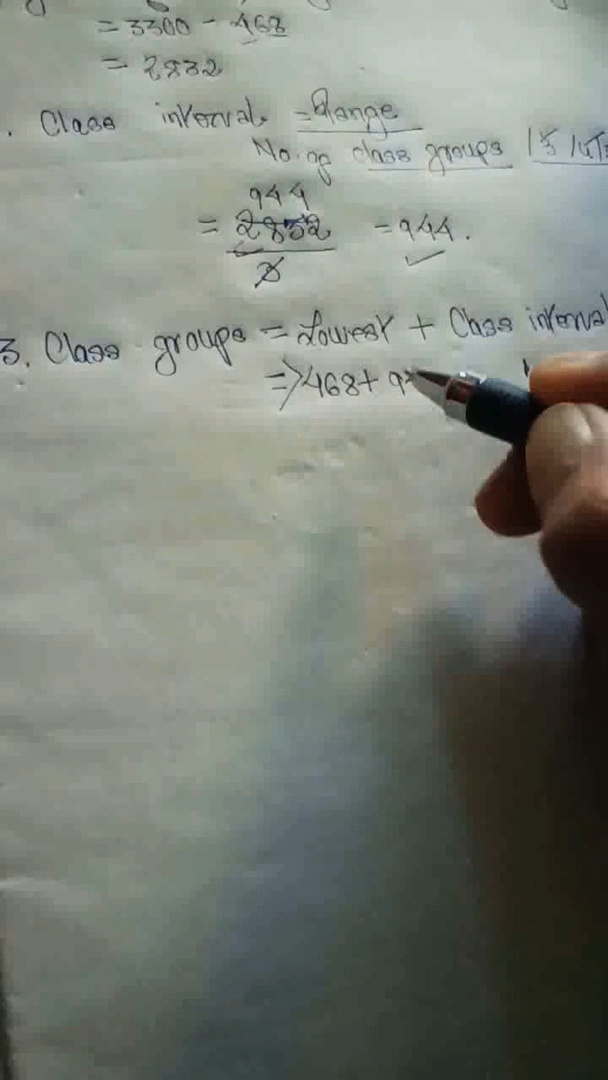 = 3300 - 468
= 2832
. Class interval = Range
No. of class groups
944
= 2832 = 944.
3
3. Class groups = Lowest + Class interval
=> 468 + 9